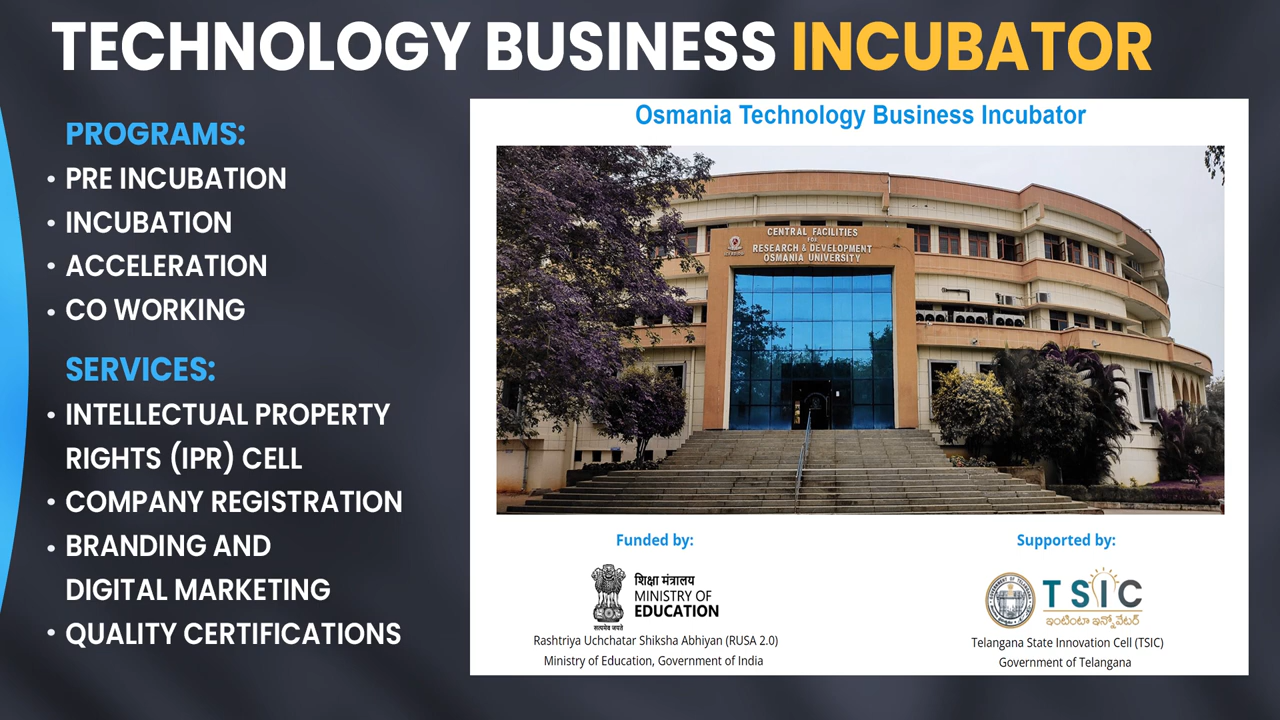 TECHNOLOGY BUSINESS INCUBATOR
PROGRAMS:
• PRE INCUBATION
• INCUBATION
• ACCELERATION
• CO WORKING
SERVICES:
• INTELLECTUAL PROPERTY
RIGHTS (IPR) CELL
• COMPANY REGISTRATION
• BRANDING AND
DIGITAL MARKETING
• QUALITY CERTIFICATIONS
Osmania Technology Business Incubator
CENTRAL FACILITIES
FOR
RESEARCH & DEVELOPMENT
OSMANIA UNIVERSITY
Funded by:
शिक्षा मंत्रालय
MINISTRY OF
EDUCATION
सत्यमेव जयते
Rashtriya Uchchatar Shiksha Abhiyan (RUSA 2.0)
Ministry of Education, Government of India
Supported by:
TSIC
ఇంటింటా ఇన్నోవేటర్
Telangana State Innovation Cell (TSIC)
Government of Telangana